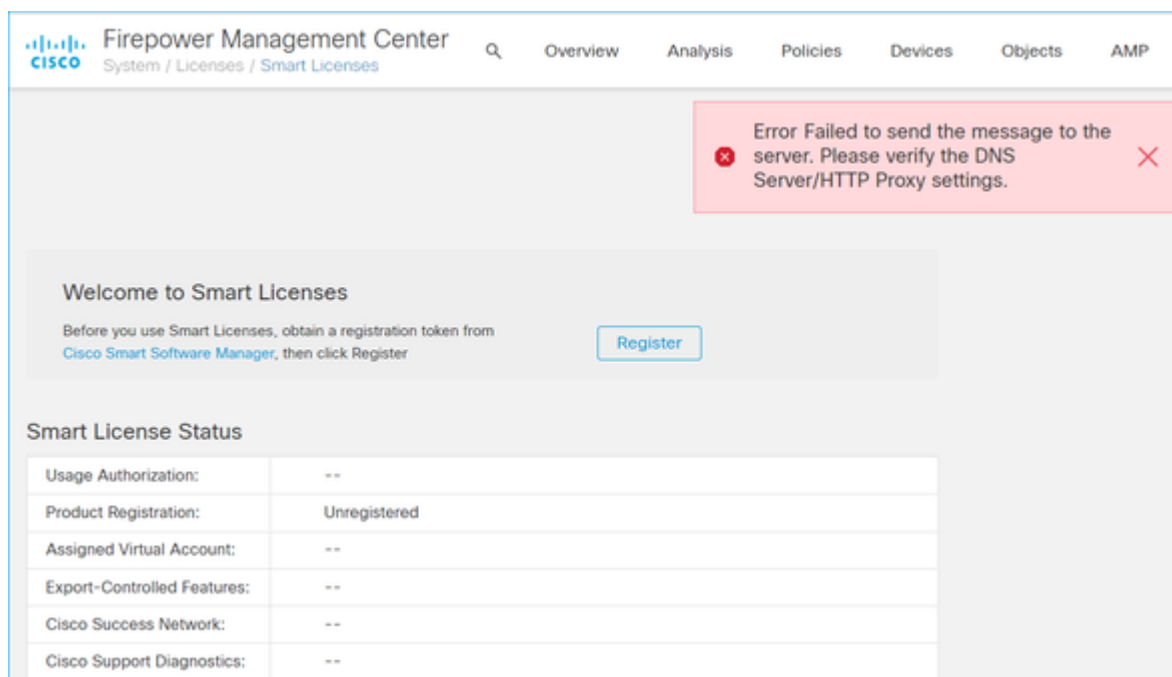 Firepower Management Center
CISCO
System / Licenses / Smart Licenses
Overview Analysis Policies Devices Objects AMP
Error Failed to send the message to the
server. Please verify the DNS
Server/HTTP Proxy settings.
Welcome to Smart Licenses
Before you use Smart Licenses, obtain a registration token from
Cisco Smart Software Manager, then click Register
Register
Smart License Status
Usage Authorization: --
Product Registration: Unregistered
Assigned Virtual Account: --
Export-Controlled Features: --
Cisco Success Network: --
Cisco Support Diagnostics: --